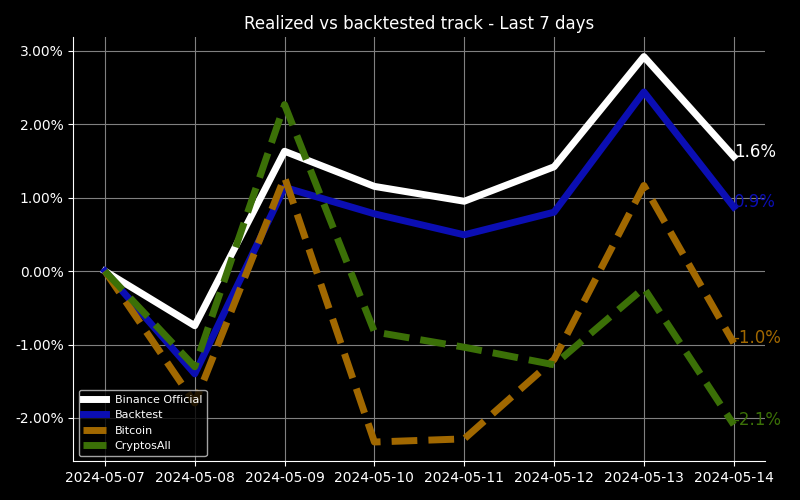 Realized vs backtested track - Last 7 days
3.00%
2.00%
1.00%
0.00%
-1.00%
-2.00%
1.6%
0.9%
-1.0%
-2.1%
Binance Official
Backtest
Bitcoin
CryptosAll
2024-05-07 2024-05-08 2024-05-09 2024-05-10 2024-05-11 2024-05-12 2024-05-13 2024-05-14